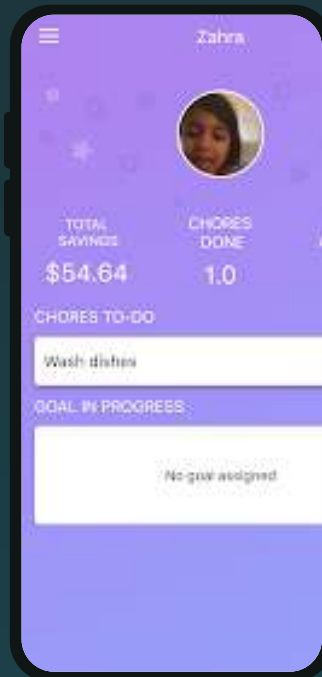 Zahra
TOTAL
SAVINGS
CHORES
DONE
$54.64
1.0
CHORES TO-DO
Wash dishes
GOAL IN PROGRESS
No goal assigned